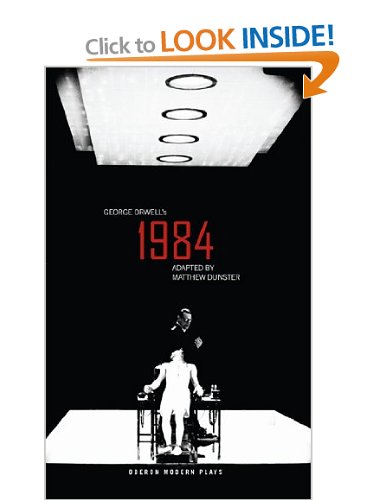 Click to LOOK INSIDE!
GEORGE ORWELL's
1984
ADAPTED BY
MATTHEW DUNSTER
OBERON MODERN PLAYS